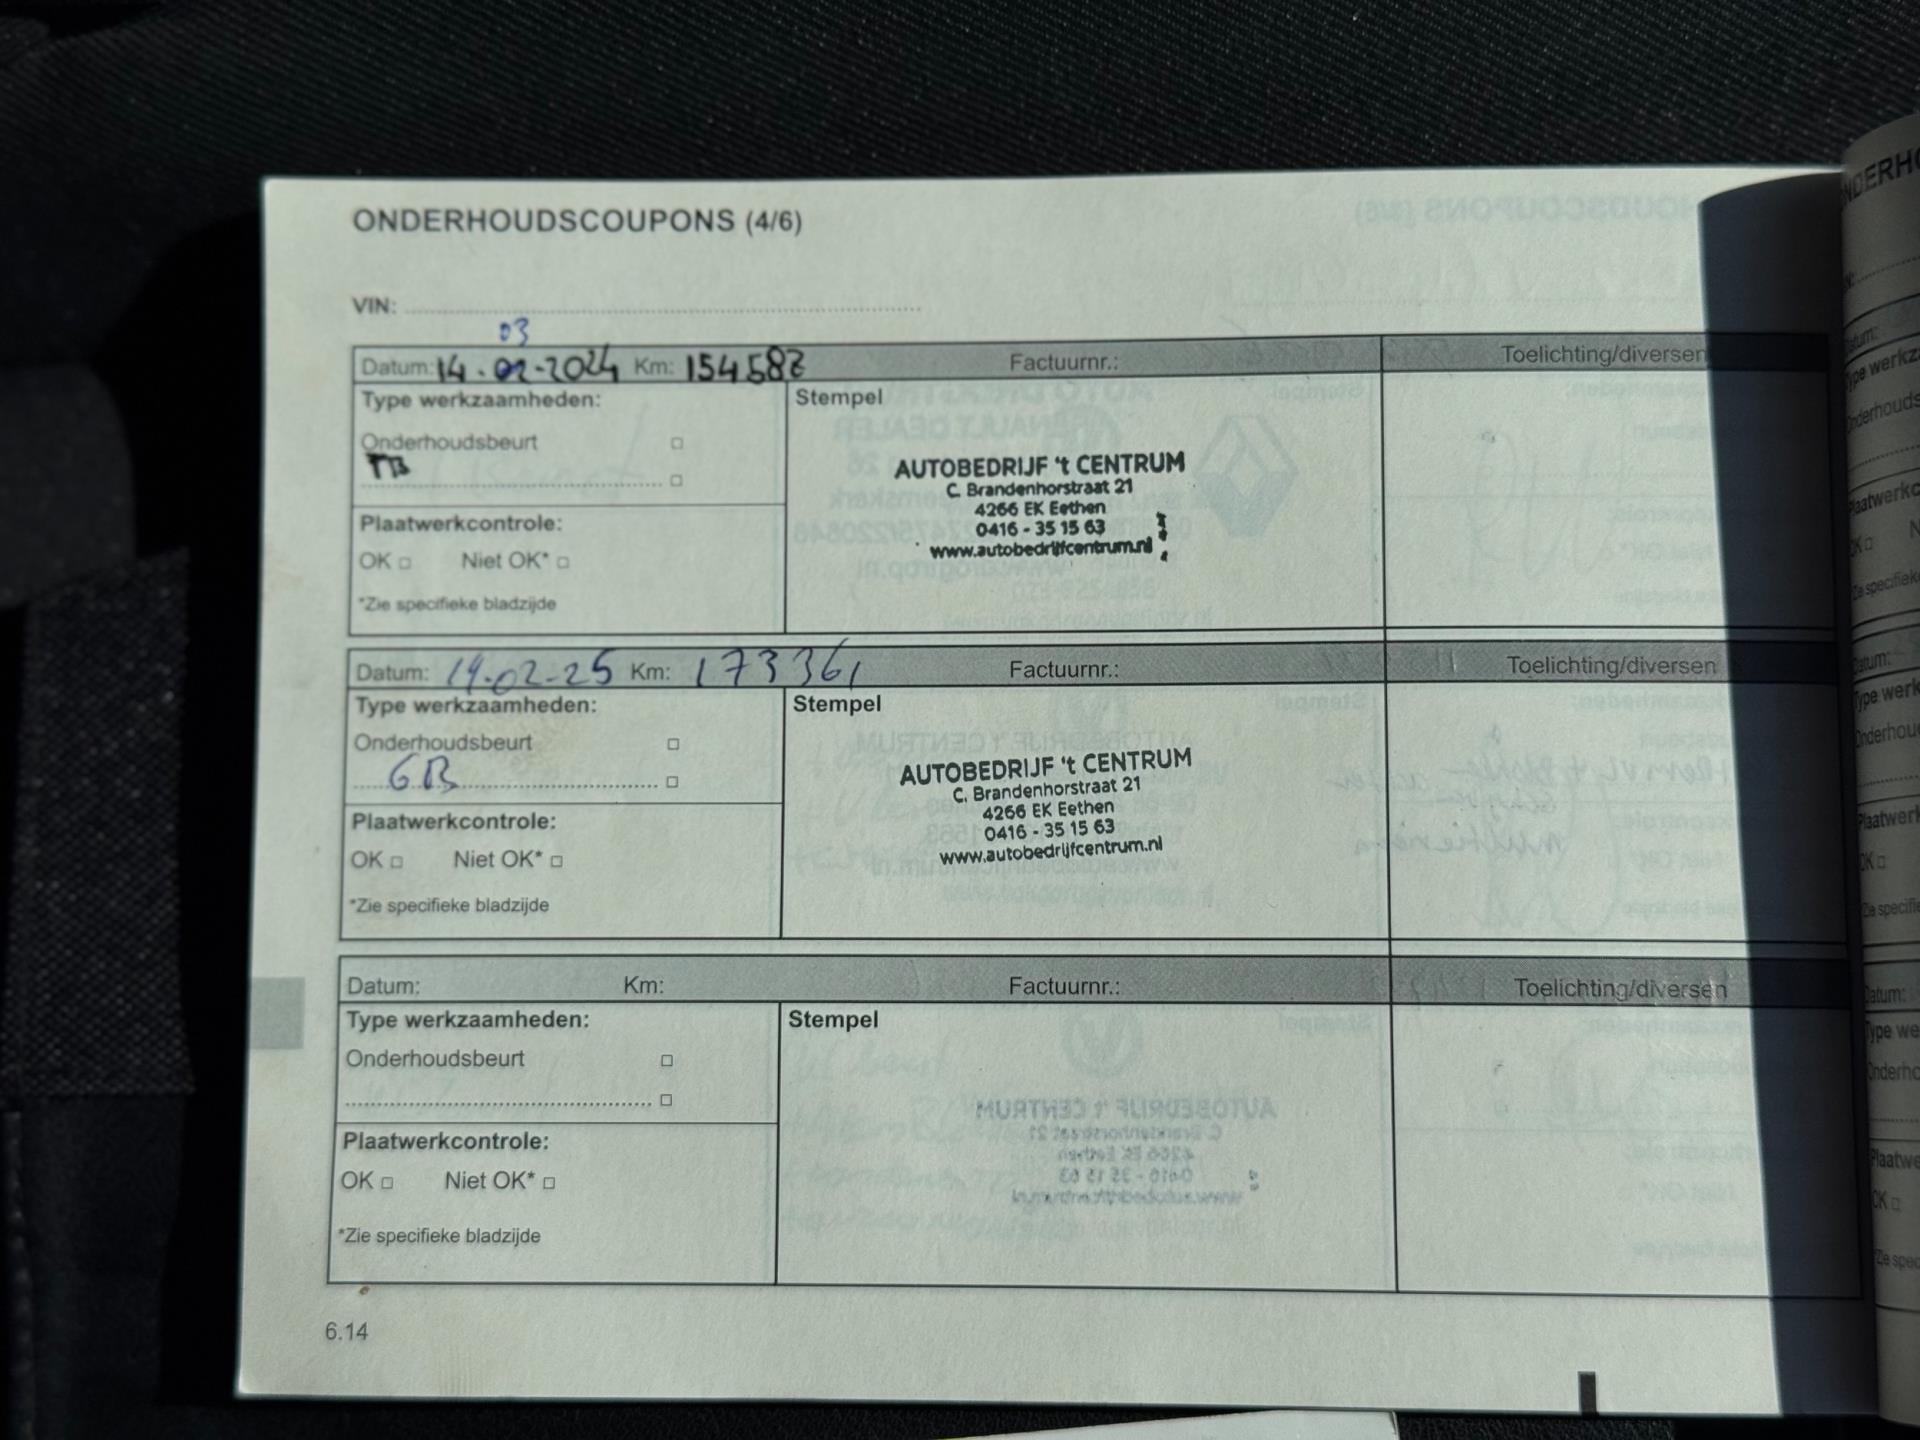 ONDERHOUDSCOUPONS (4/6)
VIN:
03
Datum: 14-02-2024 Km: 154582 Factuurnr.: Toelichting/diversen
Type werkzaamheden: Stempel
Onderhoudsbeurt
TB
Plaatwerkcontrole:
OK Niet OK*
*Zie specifieke bladzijde
AUTOBEDRIJF 't CENTRUM
C. Brandenhorstraat 21
4266 EK Eethen
0416 - 35 15 63
www.autobedrijfcentrum.nl
Datum: 14-02-25 Km: 173361 Factuurnr.: Toelichting/diversen
Type werkzaamheden: Stempel
Onderhoudsbeurt
GB
Plaatwerkcontrole:
OK Niet OK*
*Zie specifieke bladzijde
AUTOBEDRIJF 't CENTRUM
C. Brandenhorstraat 21
4266 EK Eethen
0416 - 35 15 63
www.autobedrijfcentrum.nl
Datum: Km: Factuurnr.: Toelichting/diversen
Type werkzaamheden: Stempel
Onderhoudsbeurt
Plaatwerkcontrole:
OK Niet OK*
*Zie specifieke bladzijde
6.14